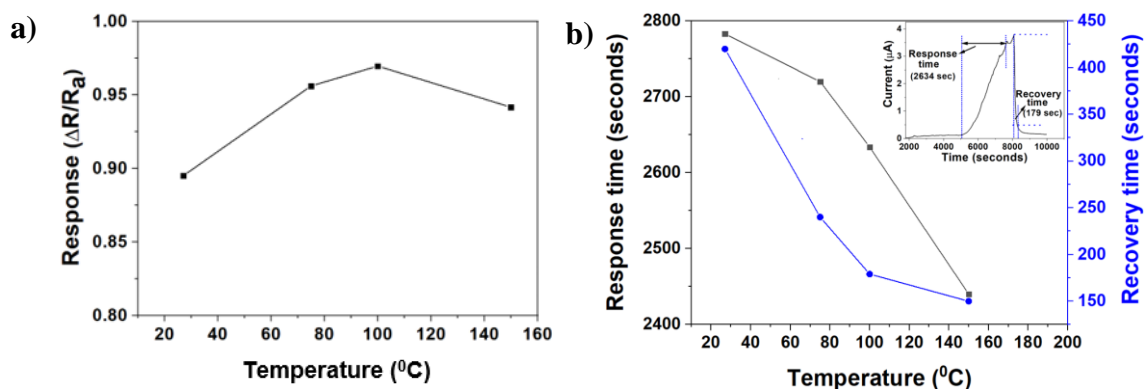 a)
1.00
0.95
0.90
0.85
0.80
Response (ΔR/Ra)
20 40 60 80 100 120 140 160
Temperature (⁰C)
b)
2800
2700
2600
2500
2400
Response time (seconds)
20 40 60 80 100 120 140 160 180 200
Temperature (⁰C)
450
400
350
300
250
200
150
100
Recovery time (seconds)
4
3
2
1
0
Current (μA)
Response
time
(2634 sec)
Recovery
time
(179 sec)
2000 4000 6000 8000 10000
Time (seconds)